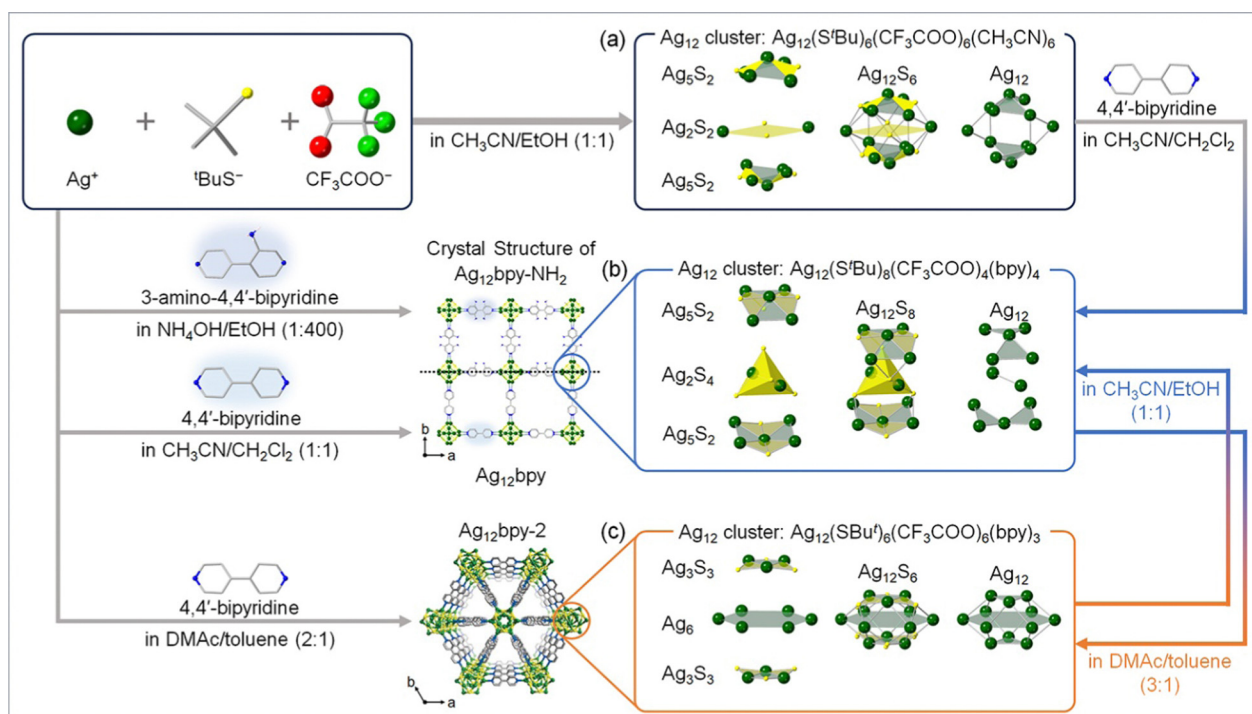 (a)
Ag₁₂ cluster: Ag₁₂(SᵗBu)₆(CF₃COO)₆(CH₃CN)₆
Ag⁺
+
ᵗBuS⁻
+
CF₃COO⁻
in CH₃CN/EtOH (1:1)
Ag₅S₂
Ag₂S₂
Ag₅S₂
Ag₁₂S₆
Ag₁₂
4,4′-bipyridine
in CH₃CN/CH₂Cl₂
3-amino-4,4′-bipyridine
in NH₄OH/EtOH (1:400)
4,4′-bipyridine
in CH₃CN/CH₂Cl₂ (1:1)
Crystal Structure of
Ag₁₂bpy-NH₂
b
a
Ag₁₂bpy
(b)
Ag₁₂ cluster: Ag₁₂(SᵗBu)₈(CF₃COO)₄(bpy)₄
Ag₅S₂
Ag₂S₄
Ag₅S₂
Ag₁₂S₈
Ag₁₂
in CH₃CN/EtOH
(1:1)
4,4′-bipyridine
in DMAc/toluene (2:1)
Ag₁₂bpy-2
b
a
(c)
Ag₁₂ cluster: Ag₁₂(SBuᵗ)₆(CF₃COO)₆(bpy)₃
Ag₃S₃
Ag₆
Ag₃S₃
Ag₁₂S₆
Ag₁₂
in DMAc/toluene
(3:1)